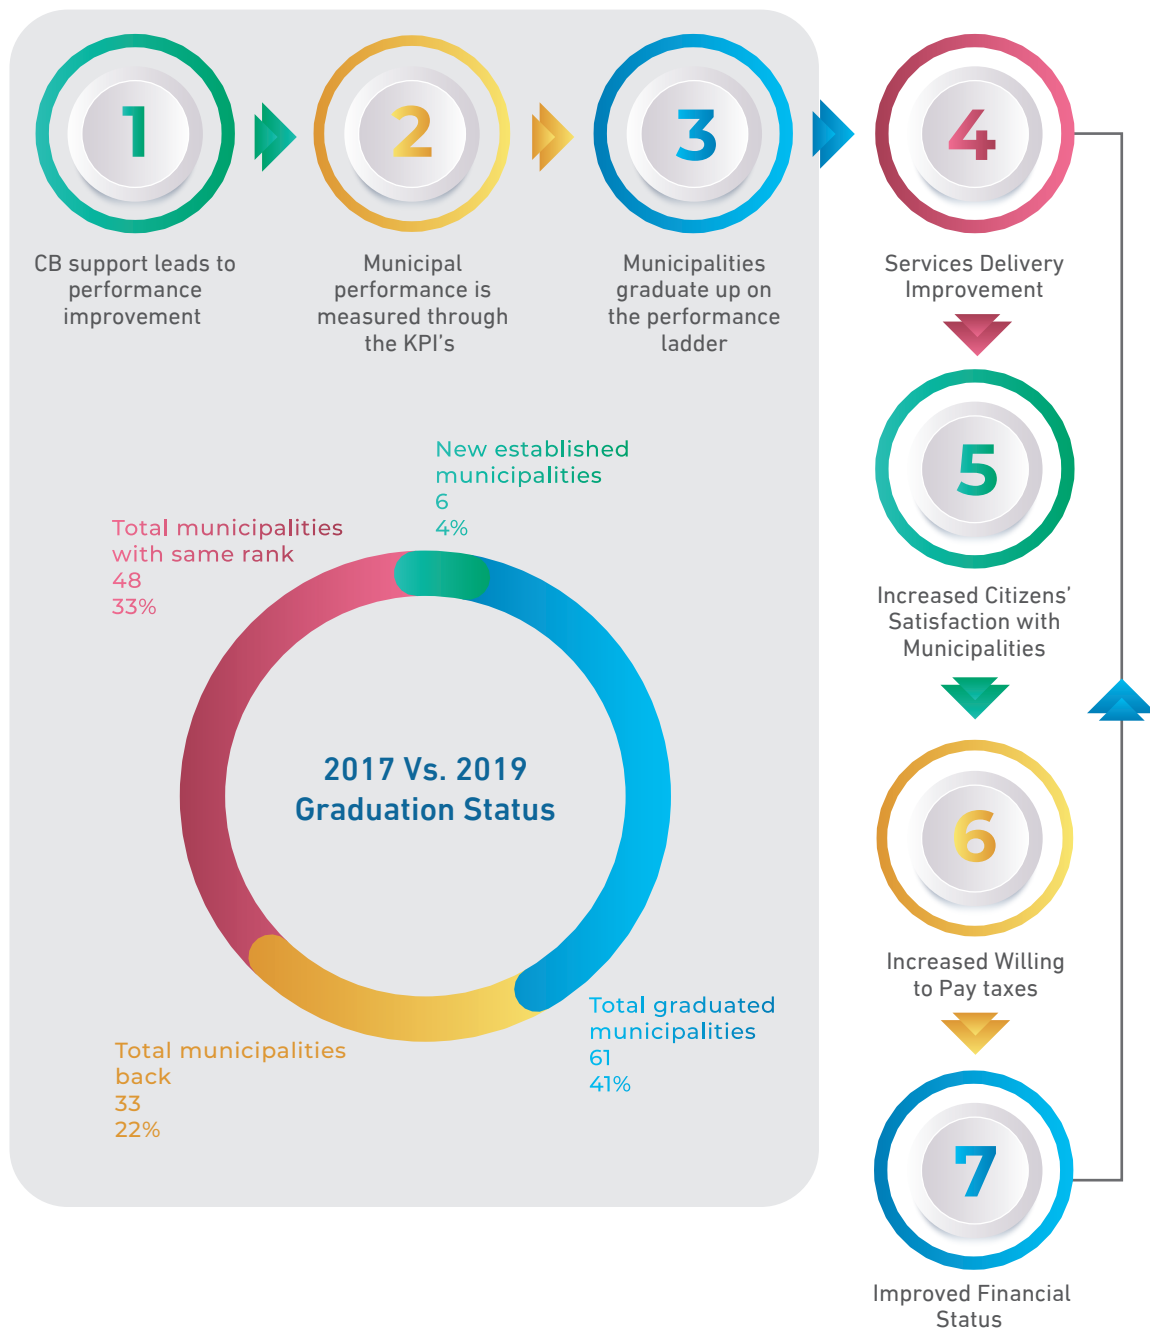 1
CB support leads to
performance
improvement
2
Municipal
performance is
measured through
the KPI's
3
Municipalities
graduate up on
the performance
ladder
4
Services Delivery
Improvement
5
Increased Citizens’
Satisfaction with
Municipalities
6
Increased Willing
to Pay taxes
7
Improved Financial
Status
New established
municipalities
6
4%
Total municipalities
with same rank
48
33%
2017 Vs. 2019
Graduation Status
Total graduated
municipalities
61
41%
Total municipalities
back
33
22%